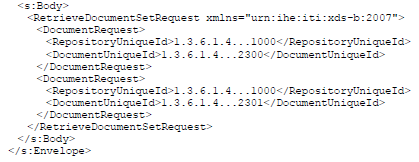 <s:Body>
<RetrieveDocumentSetRequest xmlns="urn:ihe:iti:xds-b:2007">
<DocumentRequest>
<RepositoryUniqueId>1.3.6.1.4...1000</RepositoryUniqueId>
<DocumentUniqueId>1.3.6.1.4...2300</DocumentUniqueId>
</DocumentRequest>
<DocumentRequest>
<RepositoryUniqueId>1.3.6.1.4...1000</RepositoryUniqueId>
<DocumentUniqueId>1.3.6.1.4...2301</DocumentUniqueId>
</DocumentRequest>
</RetrieveDocumentSetRequest>
</s:Body>
</s:Envelope>